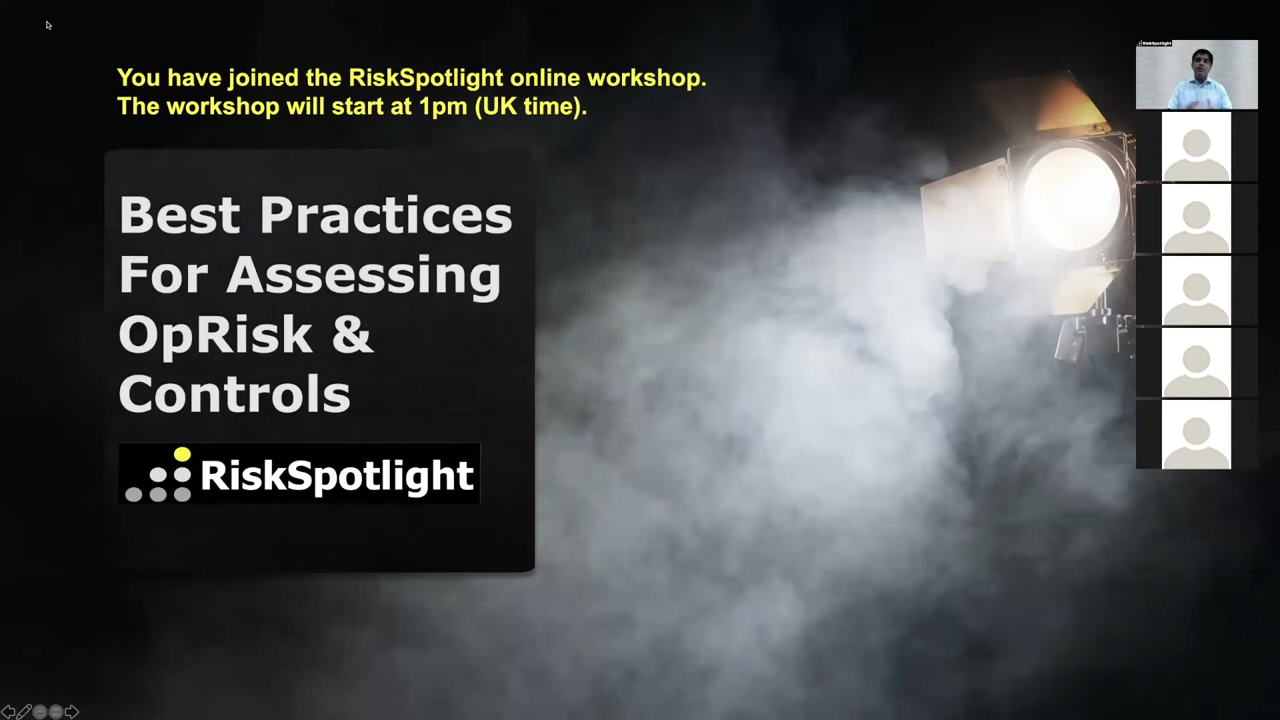 You have joined the RiskSpotlight online workshop.
The workshop will start at 1pm (UK time).
RiskSpotlight
Best Practices
For Assessing
OpRisk &
Controls
RiskSpotlight